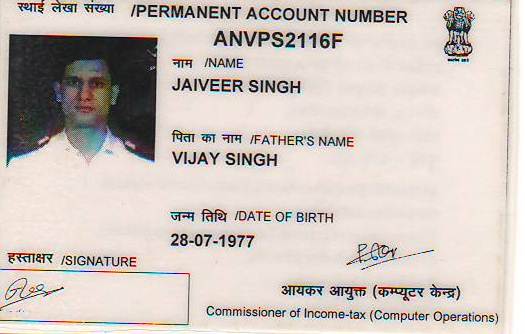 स्थाई लेखा संख्या /PERMANENT ACCOUNT NUMBER
ANVPS2116F
नाम /NAME
JAIVEER SINGH
पिता का नाम /FATHER'S NAME
VIJAY SINGH
जन्म तिथि /DATE OF BIRTH
28-07-1977
हस्ताक्षर /SIGNATURE
आयकर आयुक्त (कम्प्यूटर केन्द्र)
Commissioner of Income-tax (Computer Operations)